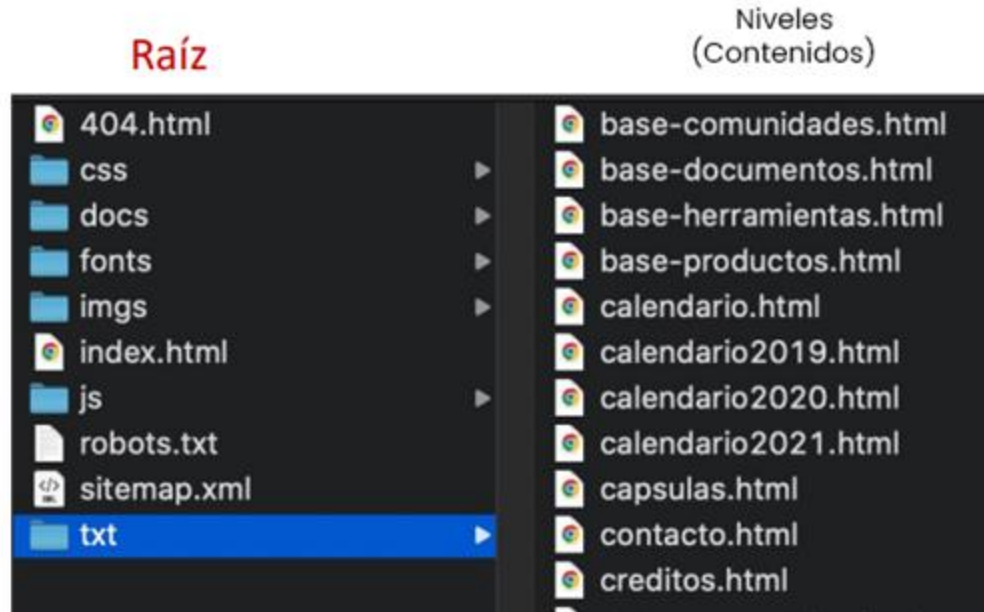 Raíz
Niveles
(Contenidos)
404.html
css
docs
fonts
imgs
index.html
js
robots.txt
sitemap.xml
txt
base-comunidades.html
base-documentos.html
base-herramientas.html
base-productos.html
calendario.html
calendario2019.html
calendario2020.html
calendario2021.html
capsulas.html
contacto.html
creditos.html